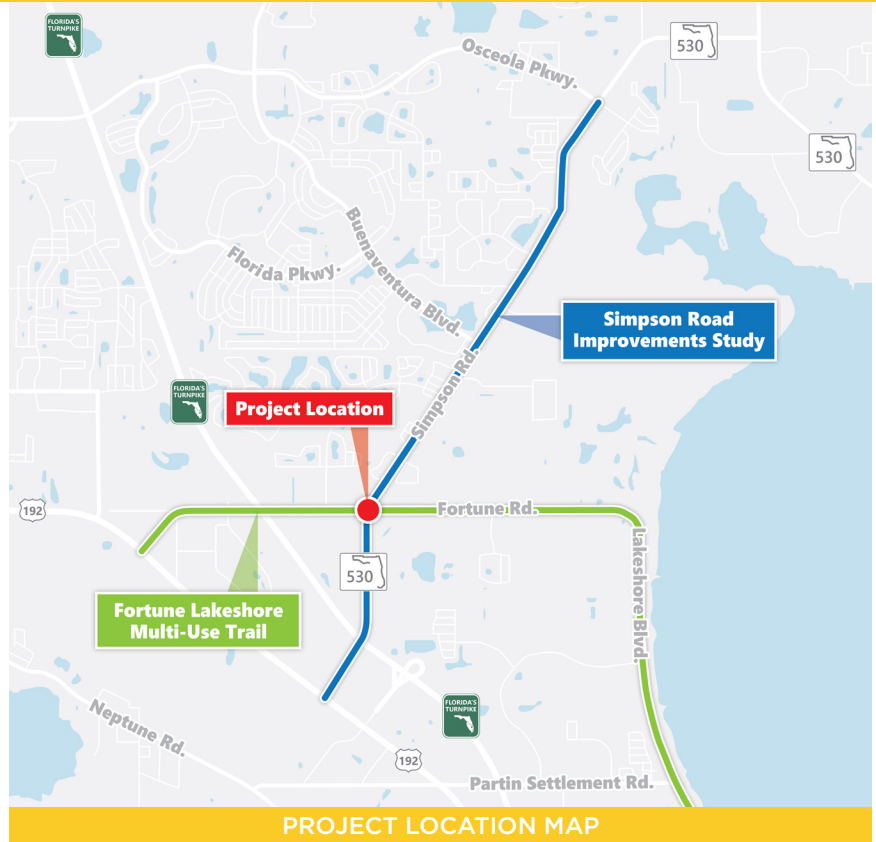 FLORIDA'S
TURNPIKE
530
Osceola Pkwy.
530
Buenaventura Blvd.
Florida Pkwy.
Simpson Road
Improvements Study
Simpson Rd.
FLORIDA'S
TURNPIKE
Project Location
192
Fortune Rd.
Lakeshore Blvd.
530
Fortune Lakeshore
Multi-Use Trail
FLORIDA'S
TURNPIKE
Neptune Rd.
192
Partin Settlement Rd.
PROJECT LOCATION MAP